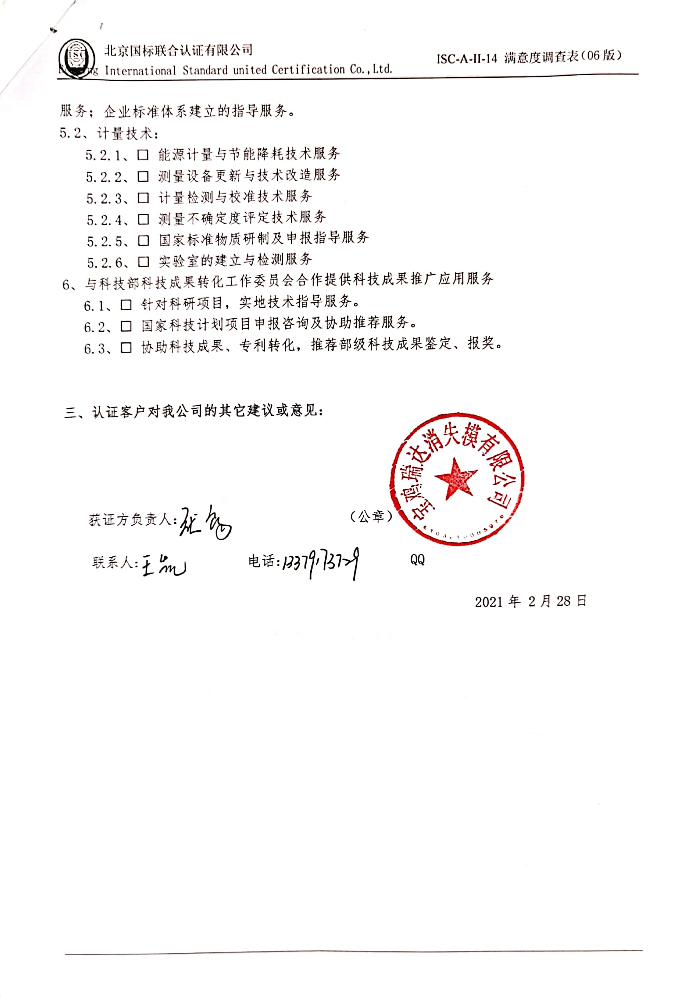 北京国标联合认证有限公司
ISC-A-II-14 满意度调查表(06版)
Beijing International Standard united Certification Co.,Ltd.
服务；企业标准体系建立的指导服务。
5.2、计量技术：
5.2.1、□ 能源计量与节能降耗技术服务
5.2.2、□ 测量设备更新与技术改造服务
5.2.3、□ 计量检测与校准技术服务
5.2.4、□ 测量不确定度评定技术服务
5.2.5、□ 国家标准物质研制及申报指导服务
5.2.6、□ 实验室的建立与检测服务
6、与科技部科技成果转化工作委员会合作提供科技成果推广应用服务
6.1、□ 针对科研项目，实地技术指导服务。
6.2、□ 国家科技计划项目申报咨询及协助推荐服务。
6.3、□ 协助科技成果、专利转化，推荐部级科技成果鉴定、报奖。
三、认证客户对我公司的其它建议或意见：
瑞达消失模有限公司
获证方负责人：张
（公章）
联系人：王 电话：13379173729 QQ
2021 年 2 月 28 日